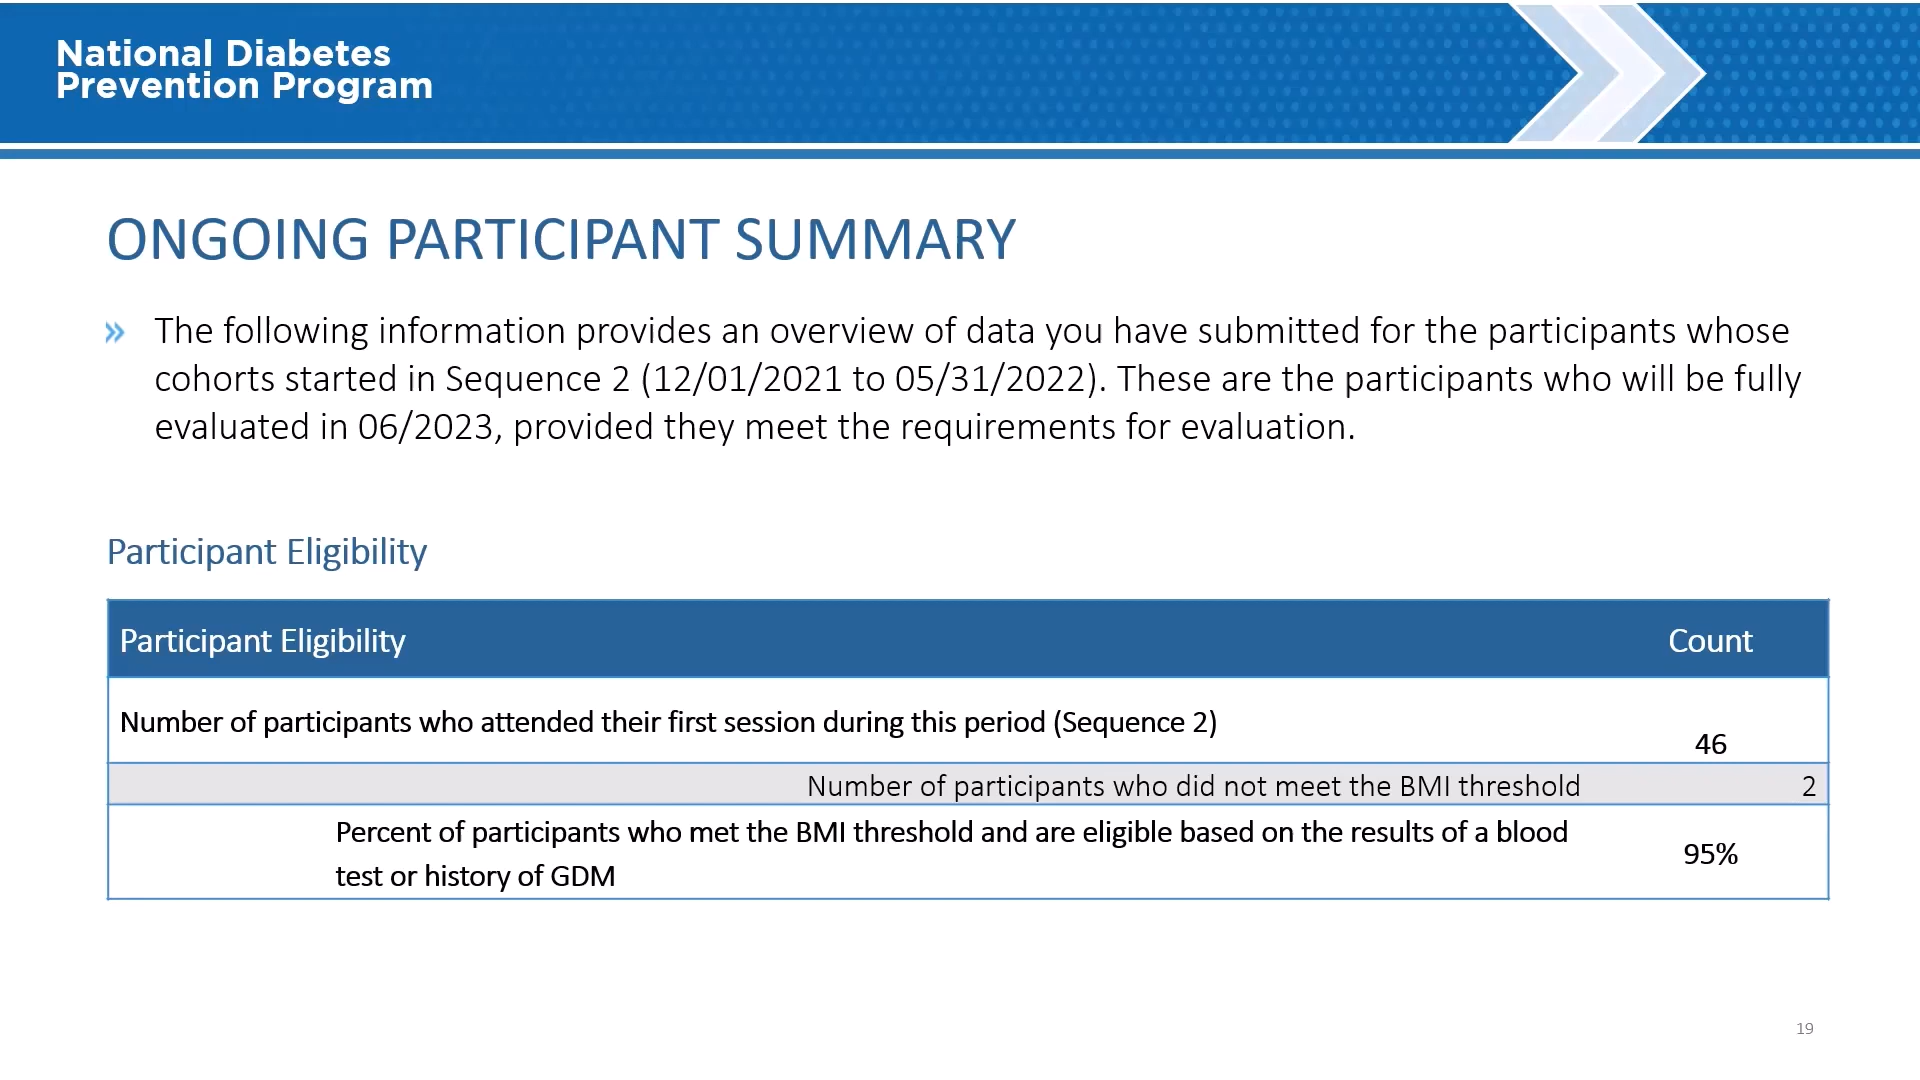 National Diabetes
Prevention Program
ONGOING PARTICIPANT SUMMARY
» The following information provides an overview of data you have submitted for the participants whose
cohorts started in Sequence 2 (12/01/2021 to 05/31/2022). These are the participants who will be fully
evaluated in 06/2023, provided they meet the requirements for evaluation.
Participant Eligibility
Participant Eligibility Count
Number of participants who attended their first session during this period (Sequence 2) 46
Number of participants who did not meet the BMI threshold 2
Percent of participants who met the BMI threshold and are eligible based on the results of a blood
test or history of GDM 95%
19